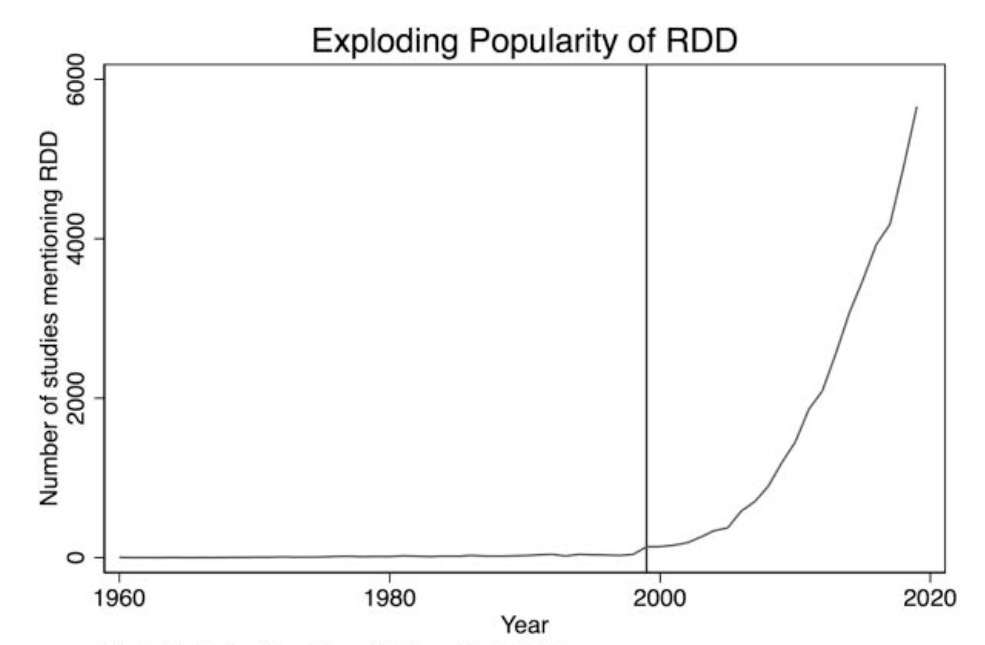 Exploding Popularity of RDD
Number of studies mentioning RDD
6000
4000
2000
0
1960 1980 2000 2020
Year